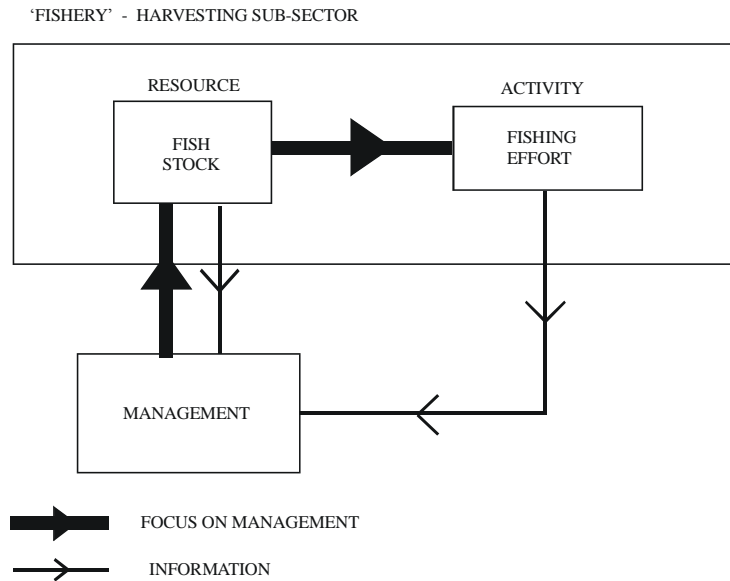 ‘FISHERY’ - HARVESTING SUB-SECTOR
RESOURCE
ACTIVITY
FISH
STOCK
FISHING
EFFORT
MANAGEMENT
FOCUS ON MANAGEMENT
INFORMATION